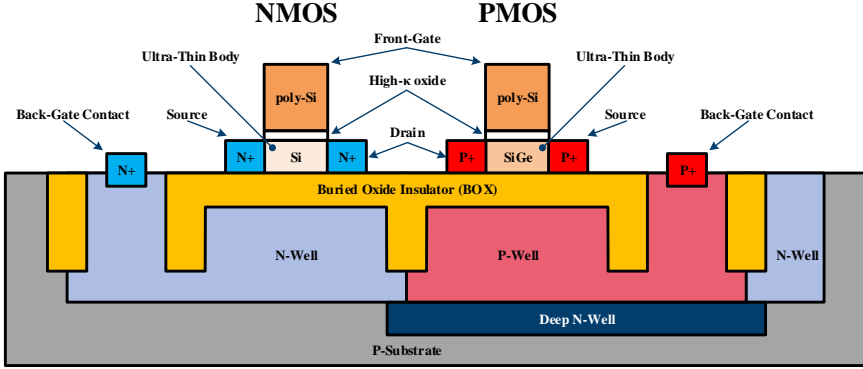 NMOS
PMOS
Front-Gate
Ultra-Thin Body
Ultra-Thin Body
poly-Si
High-κ oxide
poly-Si
Back-Gate Contact
Source
Source
Back-Gate Contact
Drain
N+
Si
N+
P+
SiGe
P+
N+
P+
Buried Oxide Insulator (BOX)
N-Well
P-Well
N-Well
Deep N-Well
P-Substrate